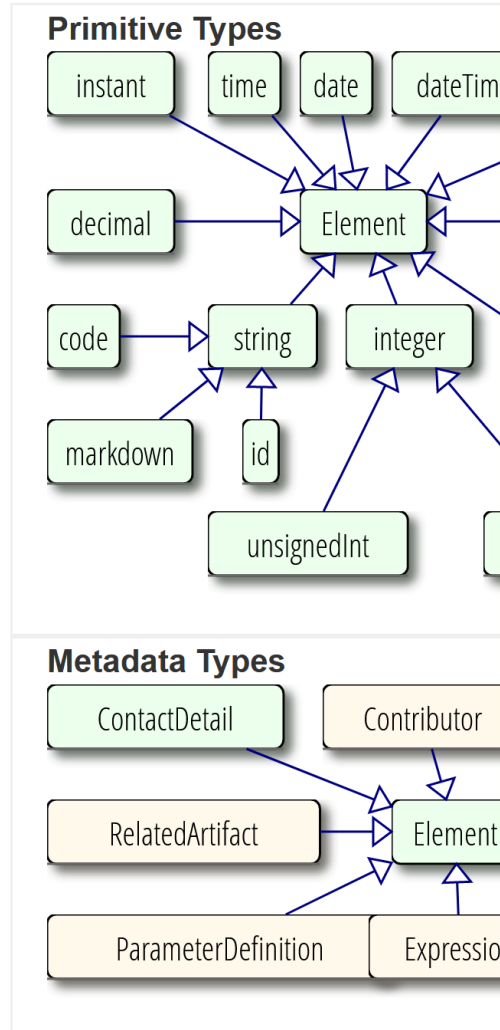 Primitive Types
instant
time
date
dateTim
decimal
Element
code
string
integer
markdown
id
unsignedInt
Metadata Types
ContactDetail
Contributor
RelatedArtifact
Element
ParameterDefinition
Expressio